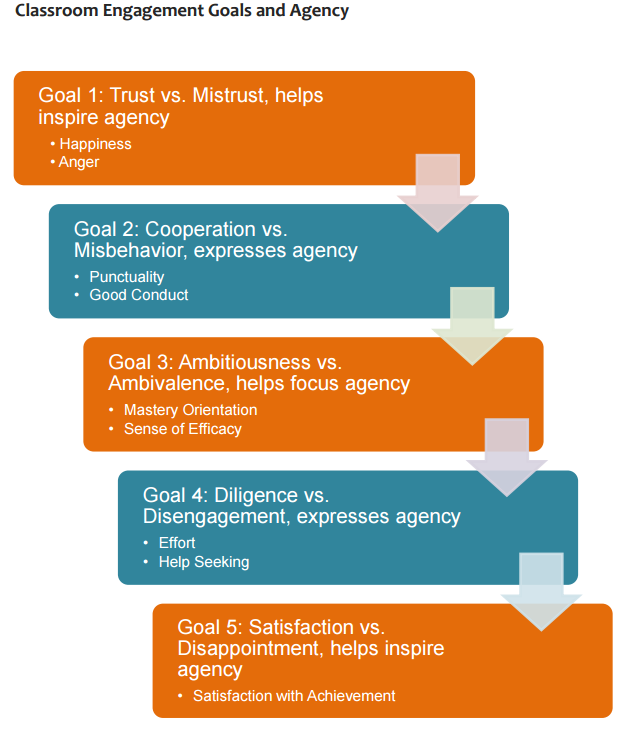 Classroom Engagement Goals and Agency
Goal 1: Trust vs. Mistrust, helps
inspire agency
• Happiness
• Anger
Goal 2: Cooperation vs.
Misbehavior, expresses agency
• Punctuality
• Good Conduct
Goal 3: Ambitiousness vs.
Ambivalence, helps focus agency
• Mastery Orientation
• Sense of Efficacy
Goal 4: Diligence vs.
Disengagement, expresses agency
• Effort
• Help Seeking
Goal 5: Satisfaction vs.
Disappointment, helps inspire
agency
• Satisfaction with Achievement